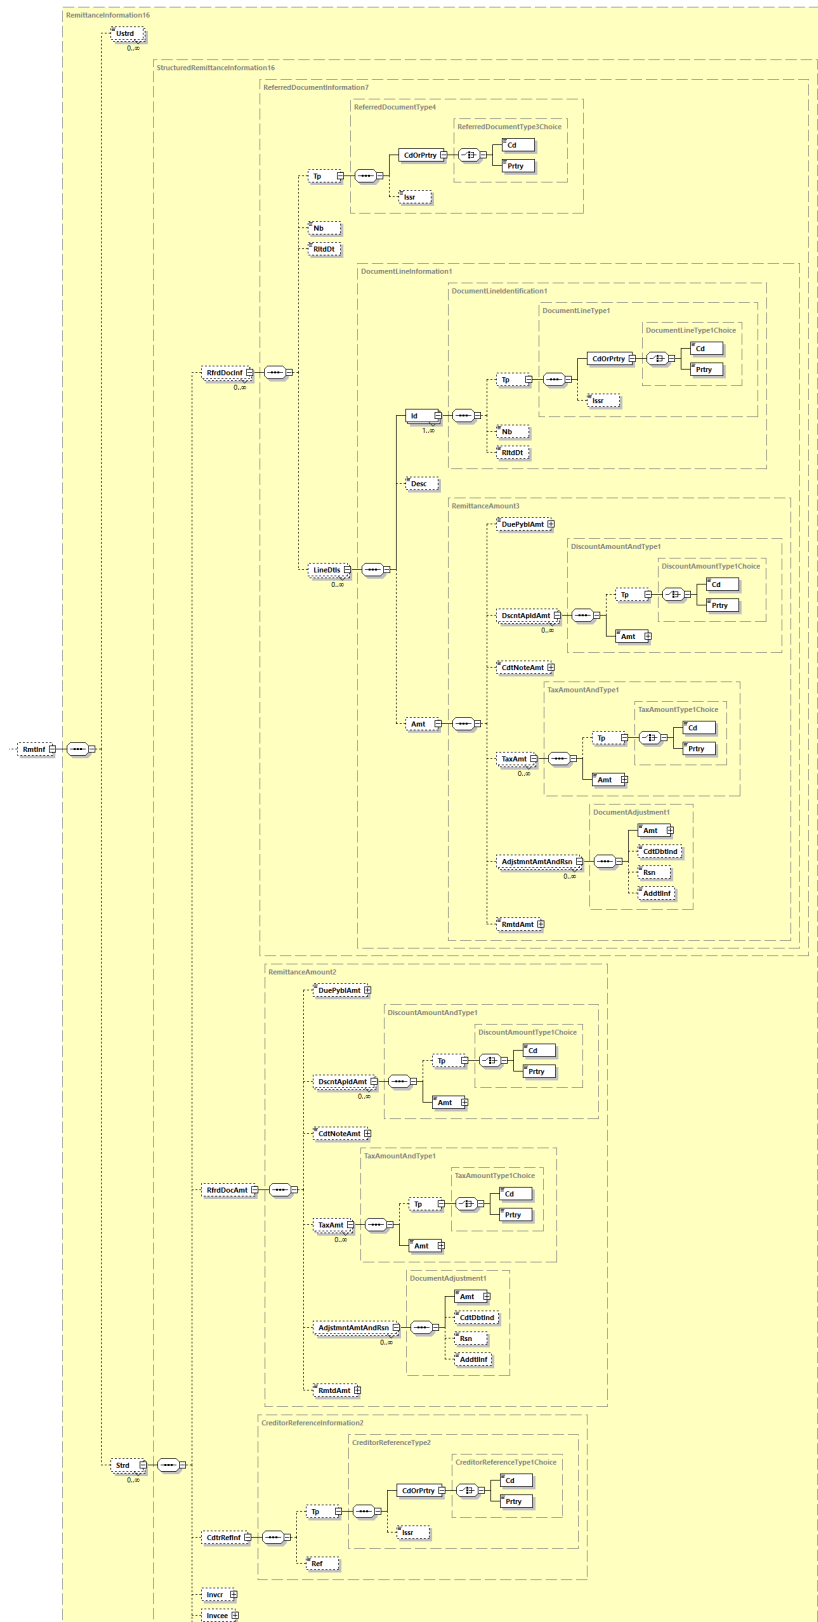 RemittanceInformation16
Ustrd
0..∞
StructuredRemittanceInformation16
ReferredDocumentInformation7
ReferredDocumentType4
ReferredDocumentType3Choice
Cd
CdOrPrtry
Prtry
Tp
Issr
Nb
RltdDt
DocumentLineInformation1
DocumentLineIdentification1
DocumentLineType1
DocumentLineType1Choice
Cd
CdOrPrtry
Prtry
RfrdDocInf
0..∞
Tp
Issr
Id
1..∞
Nb
RltdDt
Desc
RemittanceAmount3
DuePyblAmt
DiscountAmountAndType1
DiscountAmountType1Choice
LineDtls
0..∞
Cd
Tp
Prtry
DscntApldAmt
0..∞
Amt
CdtNoteAmt
TaxAmountAndType1
TaxAmountType1Choice
Amt
Cd
Tp
Prtry
RmtInf
TaxAmt
0..∞
Amt
DocumentAdjustment1
Amt
CdtDbtInd
AdjstmntAmtAndRsn
0..∞
Rsn
AddtlInf
RmtdAmt
RemittanceAmount2
DuePyblAmt
DiscountAmountAndType1
DiscountAmountType1Choice
Cd
Tp
Prtry
DscntApldAmt
0..∞
Amt
CdtNoteAmt
TaxAmountAndType1
TaxAmountType1Choice
RfrdDocAmt
Cd
Tp
Prtry
TaxAmt
0..∞
Amt
DocumentAdjustment1
Amt
CdtDbtInd
AdjstmntAmtAndRsn
0..∞
Rsn
AddtlInf
RmtdAmt
CreditorReferenceInformation2
CreditorReferenceType2
CreditorReferenceType1Choice
Strd
0..∞
Cd
CdOrPrtry
Prtry
Tp
Issr
CdtrRefInf
Ref
Invcr
Invcee